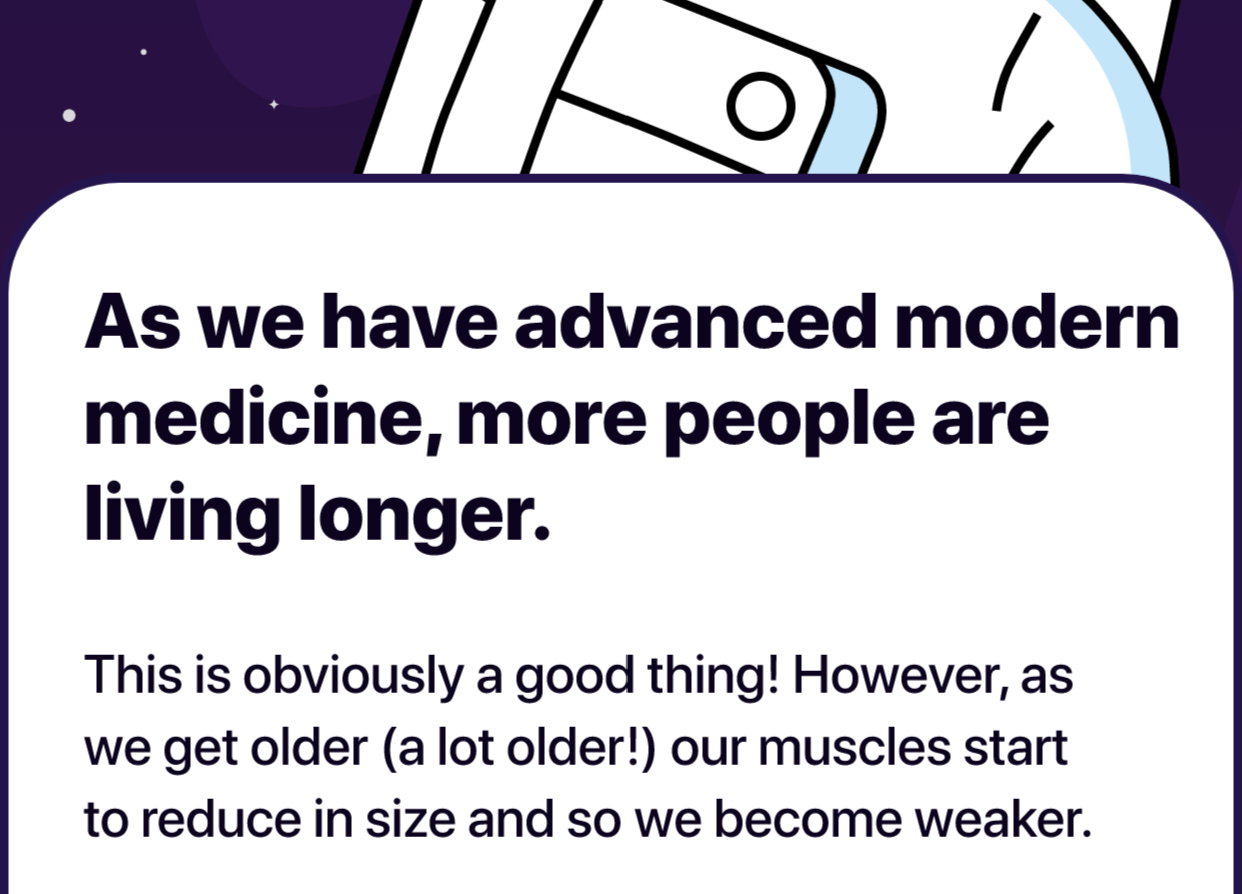 As we have advanced modern
medicine, more people are
living longer.
This is obviously a good thing! However, as
we get older (a lot older!) our muscles start
to reduce in size and so we become weaker.